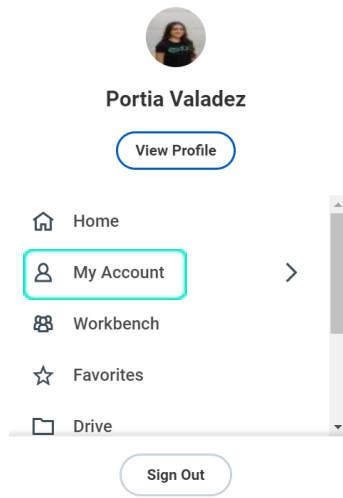 Portia Valadez
View Profile
Home
My Account
Workbench
Favorites
Drive
Sign Out